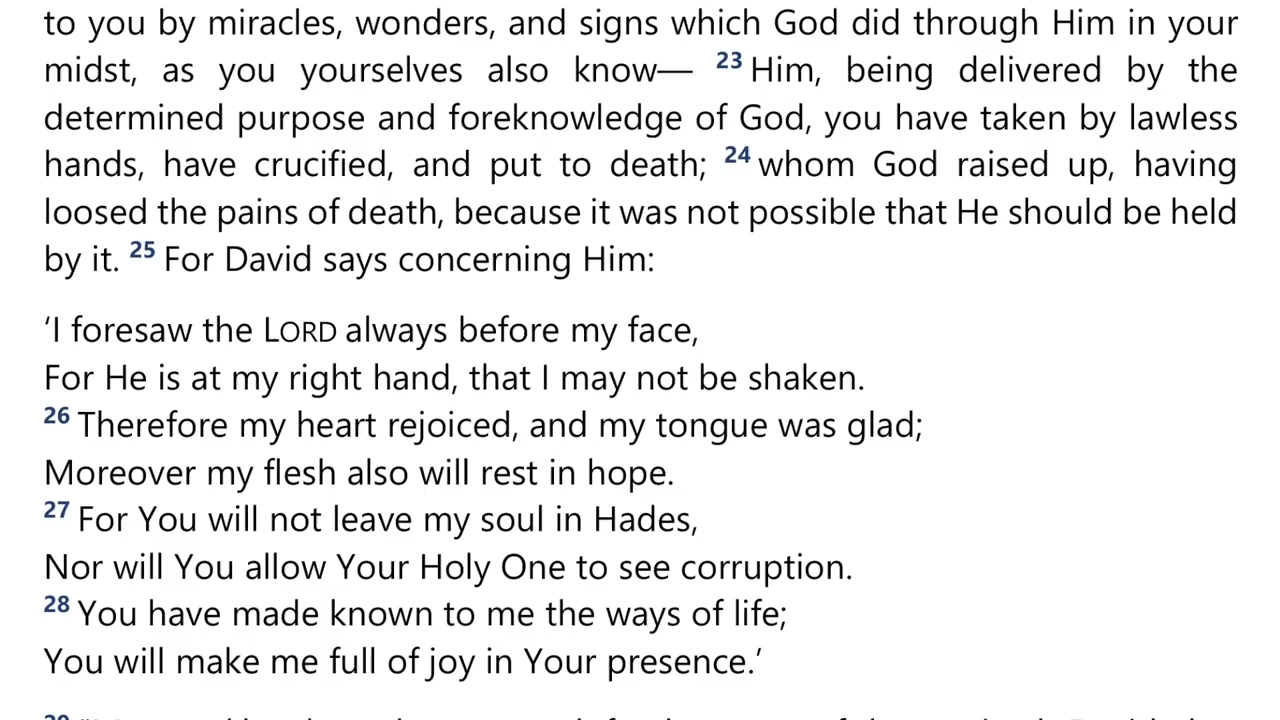 to you by miracles, wonders, and signs which God did through Him in your
midst, as you yourselves also know— 23 Him, being delivered by the
determined purpose and foreknowledge of God, you have taken by lawless
hands, have crucified, and put to death; 24 whom God raised up, having
loosed the pains of death, because it was not possible that He should be held
by it. 25 For David says concerning Him:
‘I foresaw the LORD always before my face,
For He is at my right hand, that I may not be shaken.
26 Therefore my heart rejoiced, and my tongue was glad;
Moreover my flesh also will rest in hope.
27 For You will not leave my soul in Hades,
Nor will You allow Your Holy One to see corruption.
28 You have made known to me the ways of life;
You will make me full of joy in Your presence.’